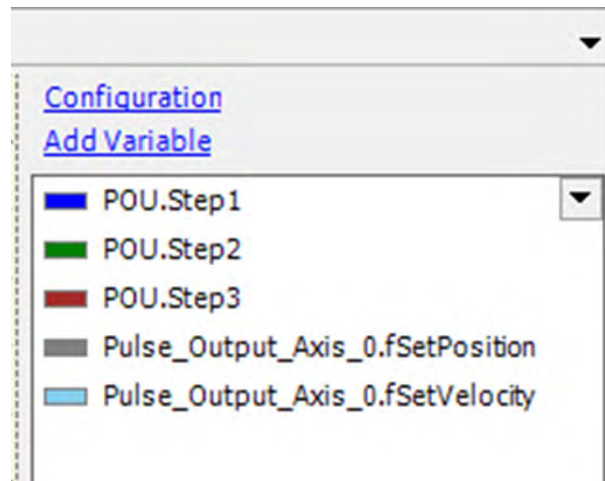 Configuration
Add Variable
POU.Step1
POU.Step2
POU.Step3
Pulse_Output_Axis_0.fSetPosition
Pulse_Output_Axis_0.fSetVelocity